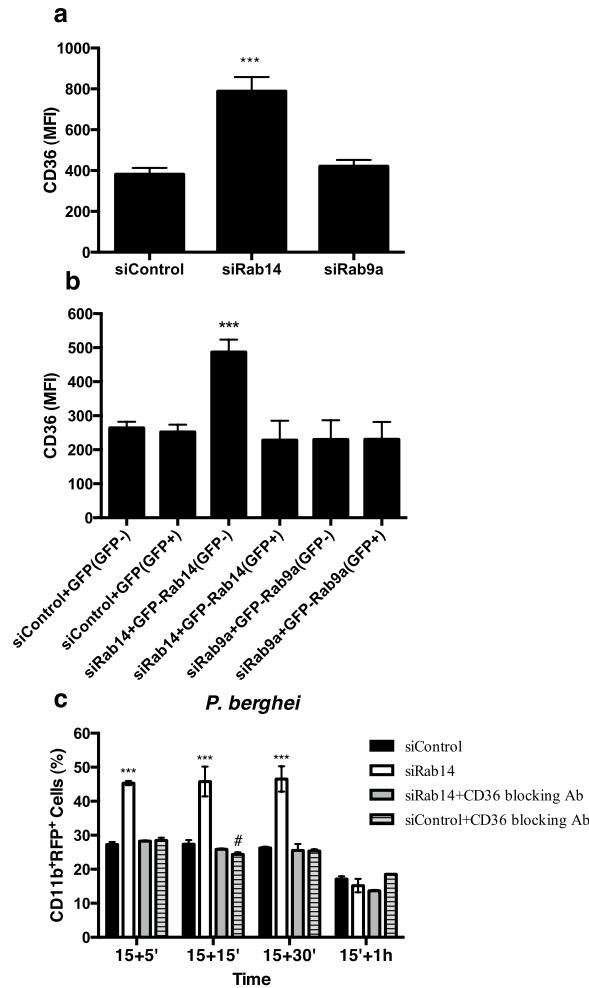 a
1000
800
600
400
200
0
CD36 (MFI)
***
siControl
siRab14
siRab9a
b
600
500
400
300
200
100
0
CD36 (MFI)
***
siControl+GFP(GFP-)
siControl+GFP(GFP+)
siRab14+GFP-Rab14(GFP-)
siRab14+GFP-Rab14(GFP+)
siRab9a+GFP-Rab9a(GFP-)
siRab9a+GFP-Rab9a(GFP+)
c
P. berghei
60
50
40
30
20
10
0
CD11b⁺RFP⁺ Cells (%)
***
***
***
#
siControl
siRab14
siRab14+CD36 blocking Ab
siControl+CD36 blocking Ab
15+5'
15+15'
15+30'
15'+1h
Time